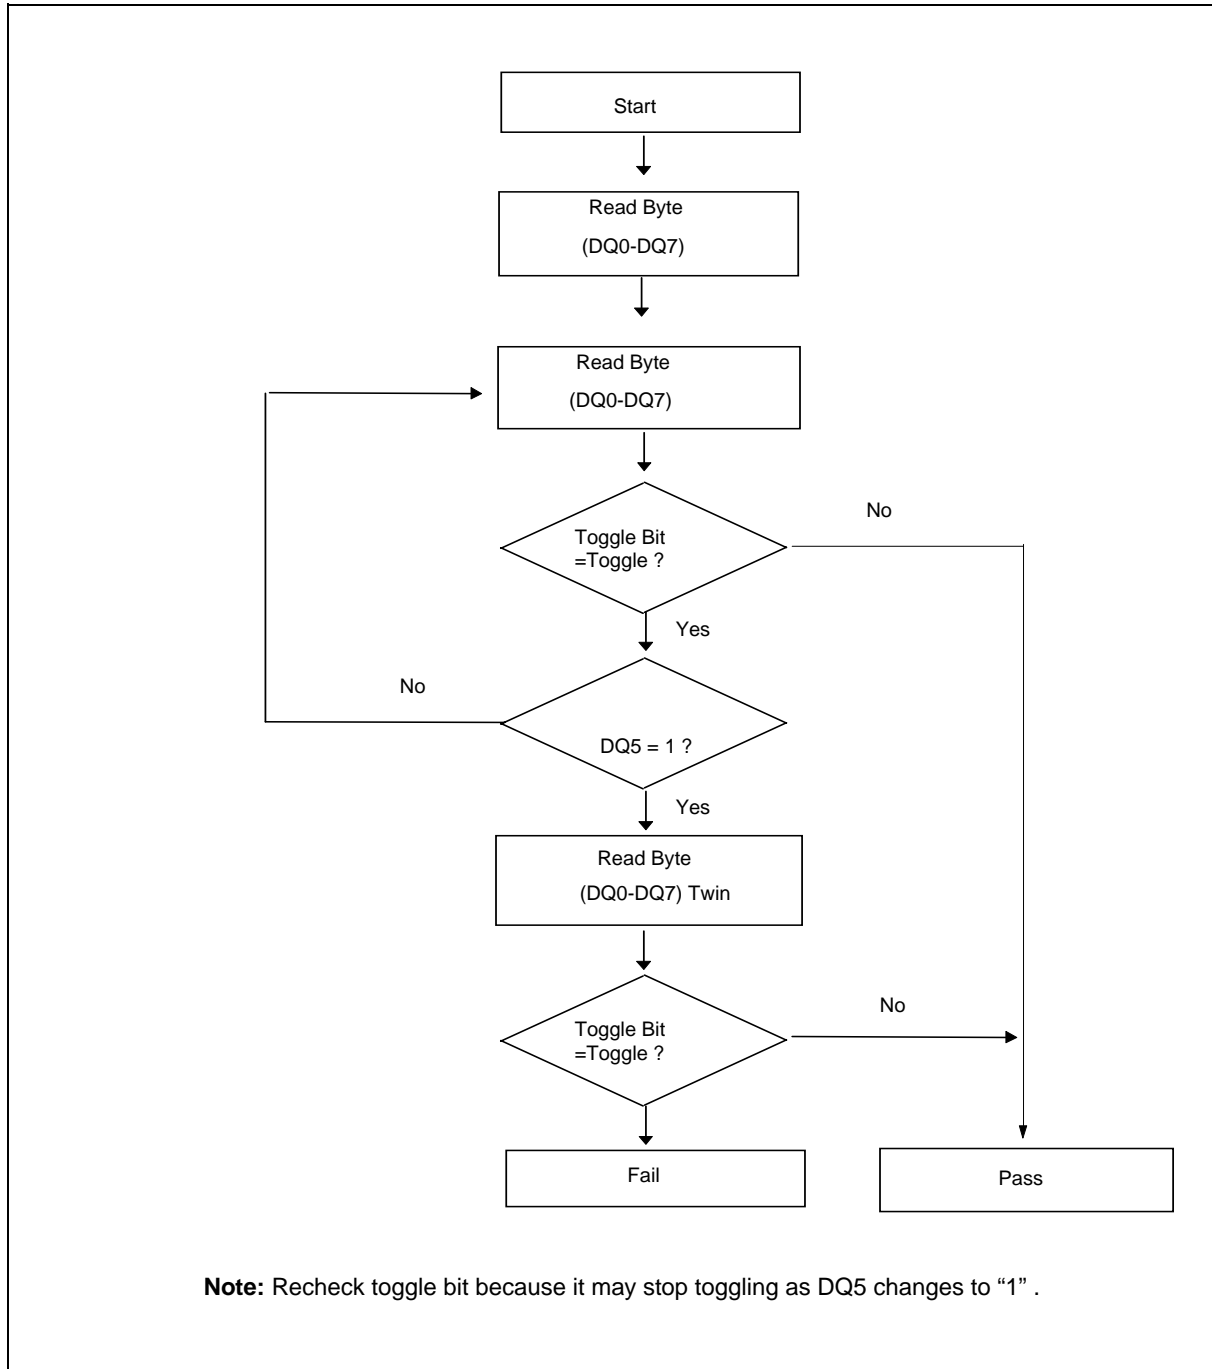 Start
Read Byte
(DQ0-DQ7)
Read Byte
(DQ0-DQ7)
Toggle Bit
=Toggle ?
No
Yes
No
DQ5 = 1 ?
Yes
Read Byte
(DQ0-DQ7) Twin
Toggle Bit
=Toggle ?
No
Fail
Pass
Note: Recheck toggle bit because it may stop toggling as DQ5 changes to “1” .